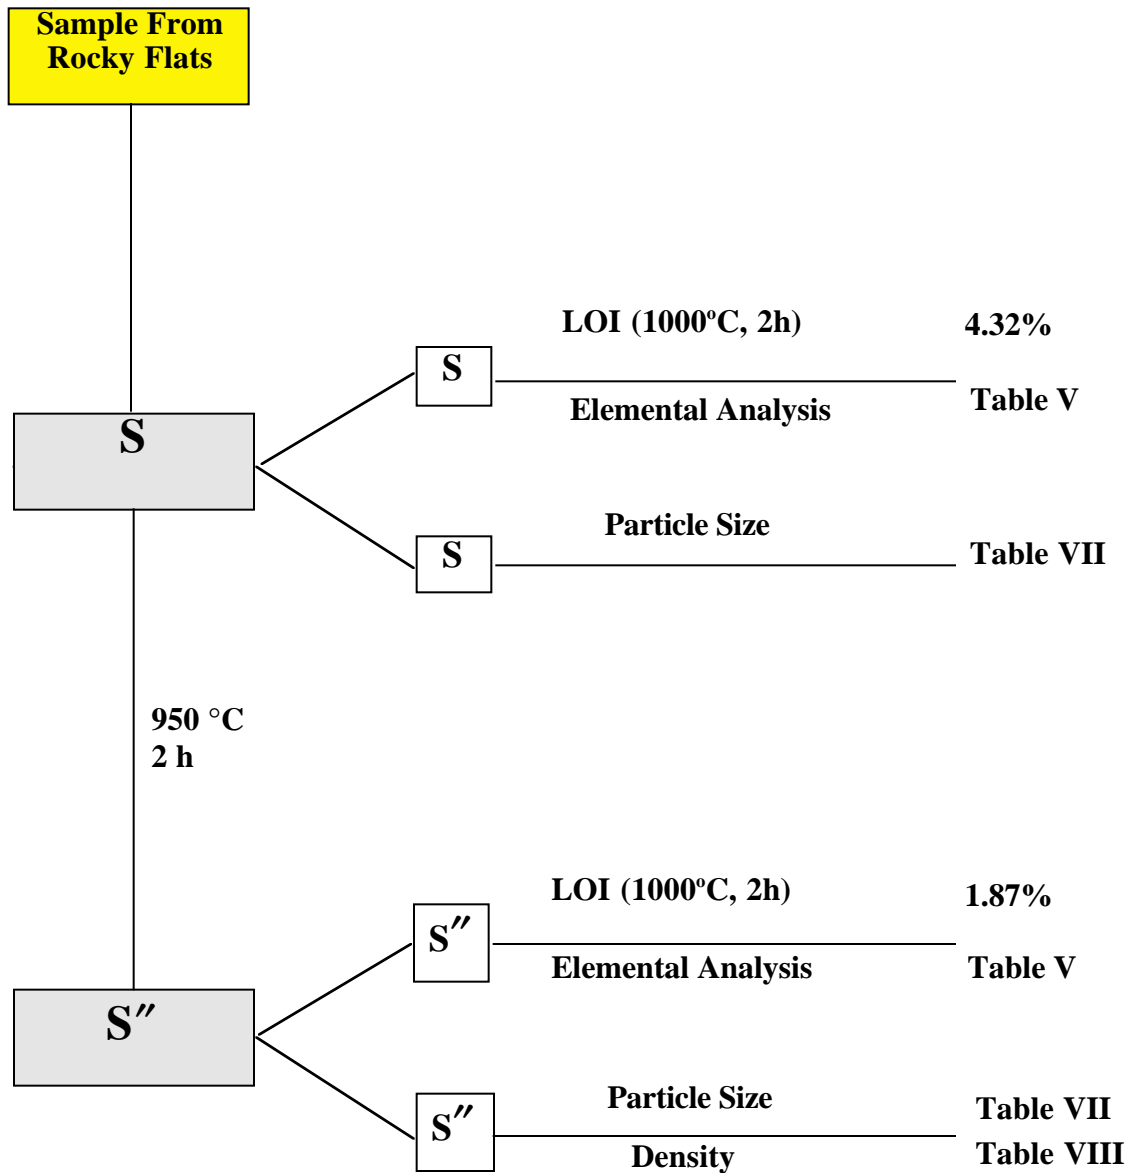 Sample From
Rocky Flats
LOI (1000ºC, 2h)
4.32%
S
Elemental Analysis
Table V
S
Particle Size
S
Table VII
950 °C
2 h
LOI (1000ºC, 2h)
1.87%
S″
Elemental Analysis
Table V
S″
Particle Size
Table VII
S″
Density
Table VIII